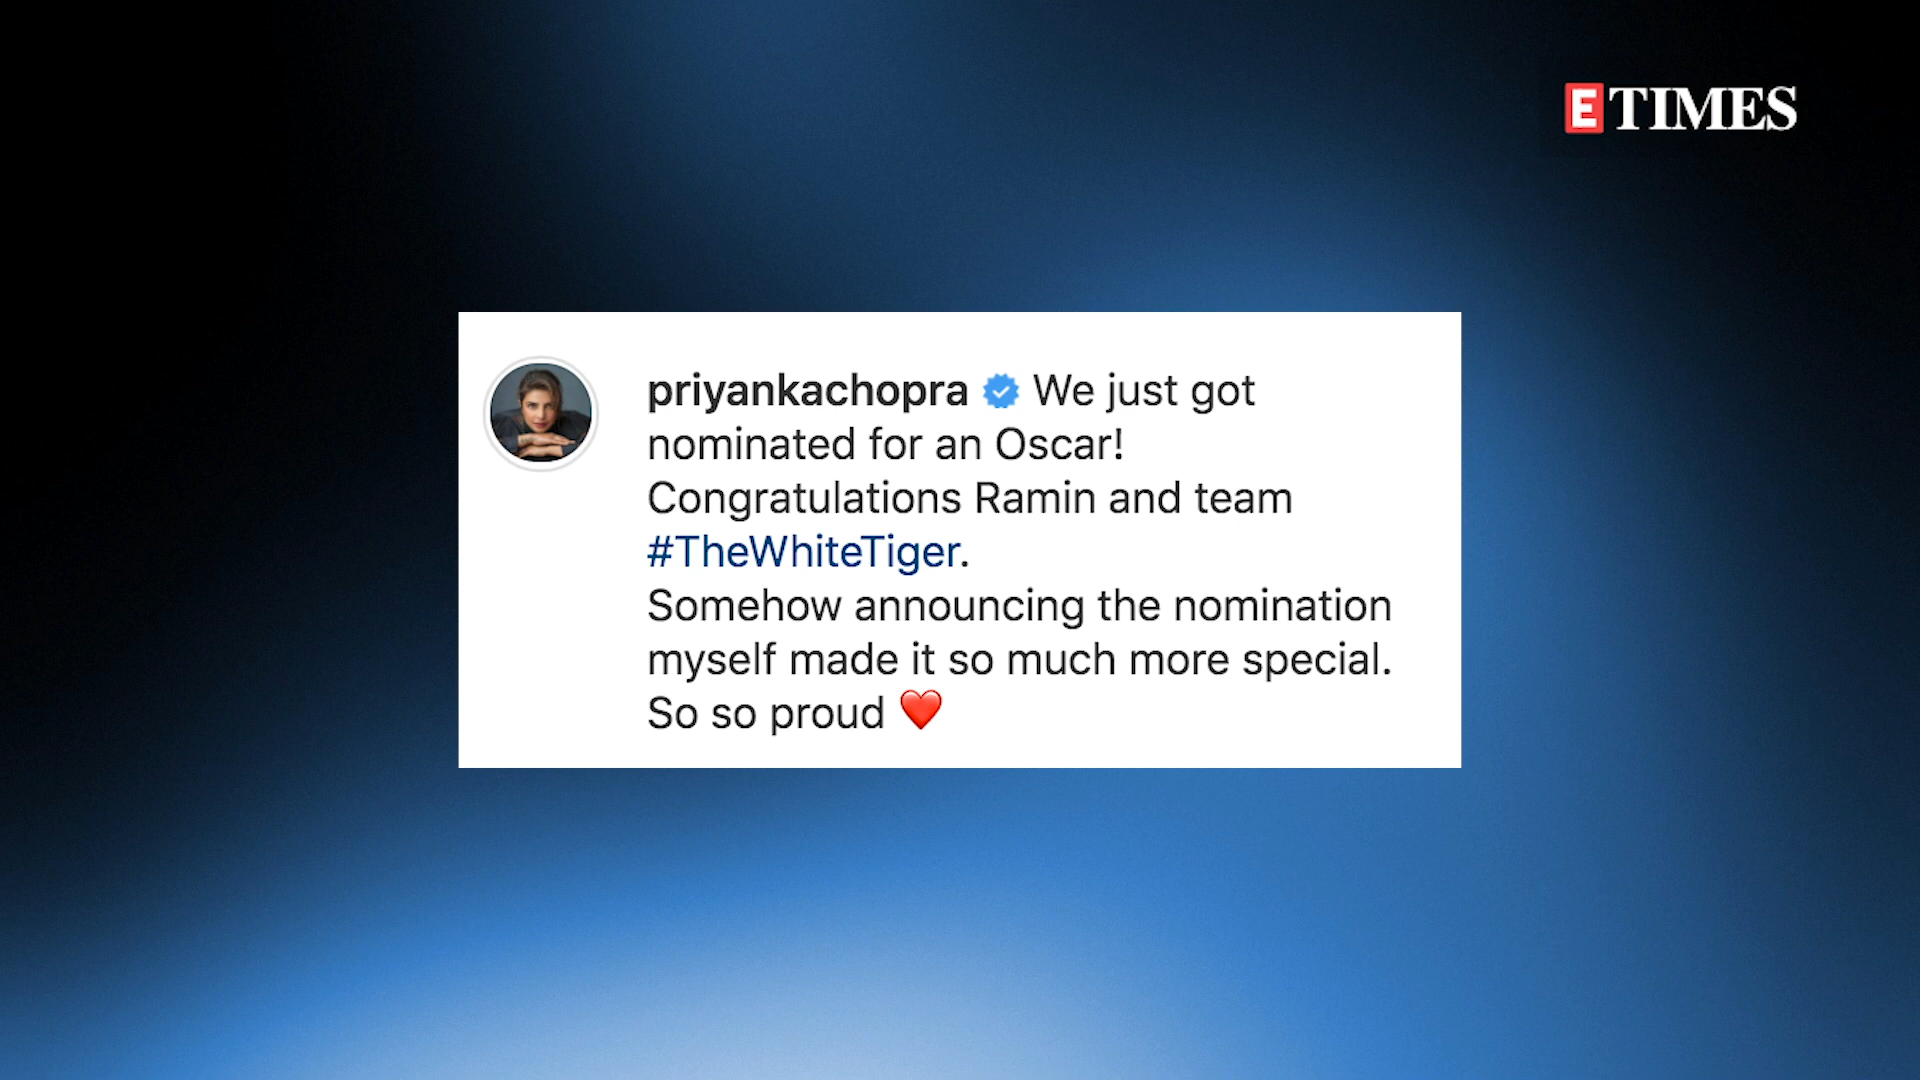 E TIMES
priyankachopra We just got
nominated for an Oscar!
Congratulations Ramin and team
#TheWhiteTiger.
Somehow announcing the nomination
myself made it so much more special.
So so proud ❤️